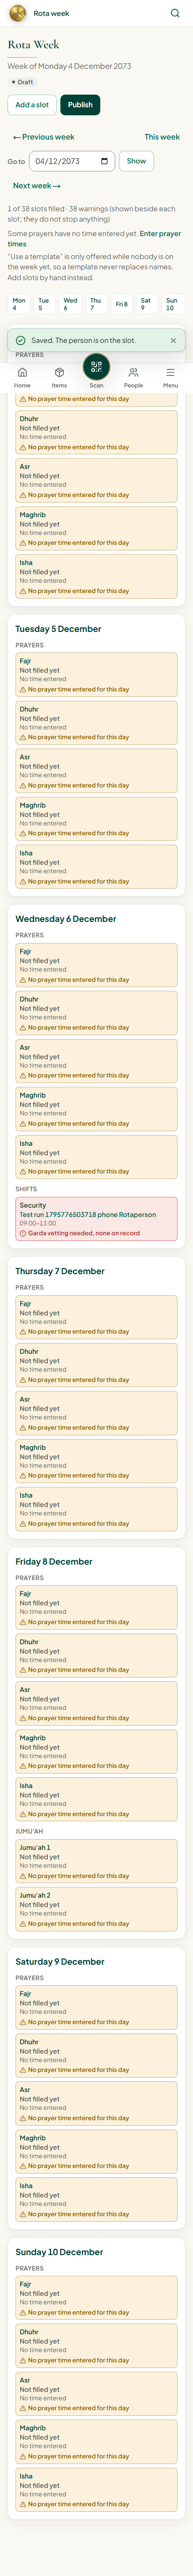 Rota week
Rota Week
Week of Monday 4 December 2073
Draft
Add a slot
Publish
← Previous week
This week
Go to
04/12/2073
Show
Next week →
1 of 38 slots filled · 38 warnings (shown beside each
slot; they do not stop anything)
Some prayers have no time entered yet. Enter prayer
times
“Use a template” is only offered while nobody is on
the week yet, so a template never replaces names.
Add slots by hand instead.
Mon
4
Tue
5
Wed
6
Thu
7
Fri 8
Sat
9
Sun
10
Saved. The person is on the slot.
PRAYERS
Home
Items
Scan
People
Menu
No prayer time entered for this day
Dhuhr
Not filled yet
No time entered
No prayer time entered for this day
Asr
Not filled yet
No time entered
No prayer time entered for this day
Maghrib
Not filled yet
No time entered
No prayer time entered for this day
Isha
Not filled yet
No time entered
No prayer time entered for this day
Tuesday 5 December
PRAYERS
Fajr
Not filled yet
No time entered
No prayer time entered for this day
Dhuhr
Not filled yet
No time entered
No prayer time entered for this day
Asr
Not filled yet
No time entered
No prayer time entered for this day
Maghrib
Not filled yet
No time entered
No prayer time entered for this day
Isha
Not filled yet
No time entered
No prayer time entered for this day
Wednesday 6 December
PRAYERS
Fajr
Not filled yet
No time entered
No prayer time entered for this day
Dhuhr
Not filled yet
No time entered
No prayer time entered for this day
Asr
Not filled yet
No time entered
No prayer time entered for this day
Maghrib
Not filled yet
No time entered
No prayer time entered for this day
Isha
Not filled yet
No time entered
No prayer time entered for this day
SHIFTS
Security
Test run 1795776503718 phone Rotaperson
09:00–13:00
Garda vetting needed, none on record
Thursday 7 December
PRAYERS
Fajr
Not filled yet
No time entered
No prayer time entered for this day
Dhuhr
Not filled yet
No time entered
No prayer time entered for this day
Asr
Not filled yet
No time entered
No prayer time entered for this day
Maghrib
Not filled yet
No time entered
No prayer time entered for this day
Isha
Not filled yet
No time entered
No prayer time entered for this day
Friday 8 December
PRAYERS
Fajr
Not filled yet
No time entered
No prayer time entered for this day
Dhuhr
Not filled yet
No time entered
No prayer time entered for this day
Asr
Not filled yet
No time entered
No prayer time entered for this day
Maghrib
Not filled yet
No time entered
No prayer time entered for this day
Isha
Not filled yet
No time entered
No prayer time entered for this day
JUMU'AH
Jumu'ah 1
Not filled yet
No time entered
No prayer time entered for this day
Jumu'ah 2
Not filled yet
No time entered
No prayer time entered for this day
Saturday 9 December
PRAYERS
Fajr
Not filled yet
No time entered
No prayer time entered for this day
Dhuhr
Not filled yet
No time entered
No prayer time entered for this day
Asr
Not filled yet
No time entered
No prayer time entered for this day
Maghrib
Not filled yet
No time entered
No prayer time entered for this day
Isha
Not filled yet
No time entered
No prayer time entered for this day
Sunday 10 December
PRAYERS
Fajr
Not filled yet
No time entered
No prayer time entered for this day
Dhuhr
Not filled yet
No time entered
No prayer time entered for this day
Asr
Not filled yet
No time entered
No prayer time entered for this day
Maghrib
Not filled yet
No time entered
No prayer time entered for this day
Isha
Not filled yet
No time entered
No prayer time entered for this day